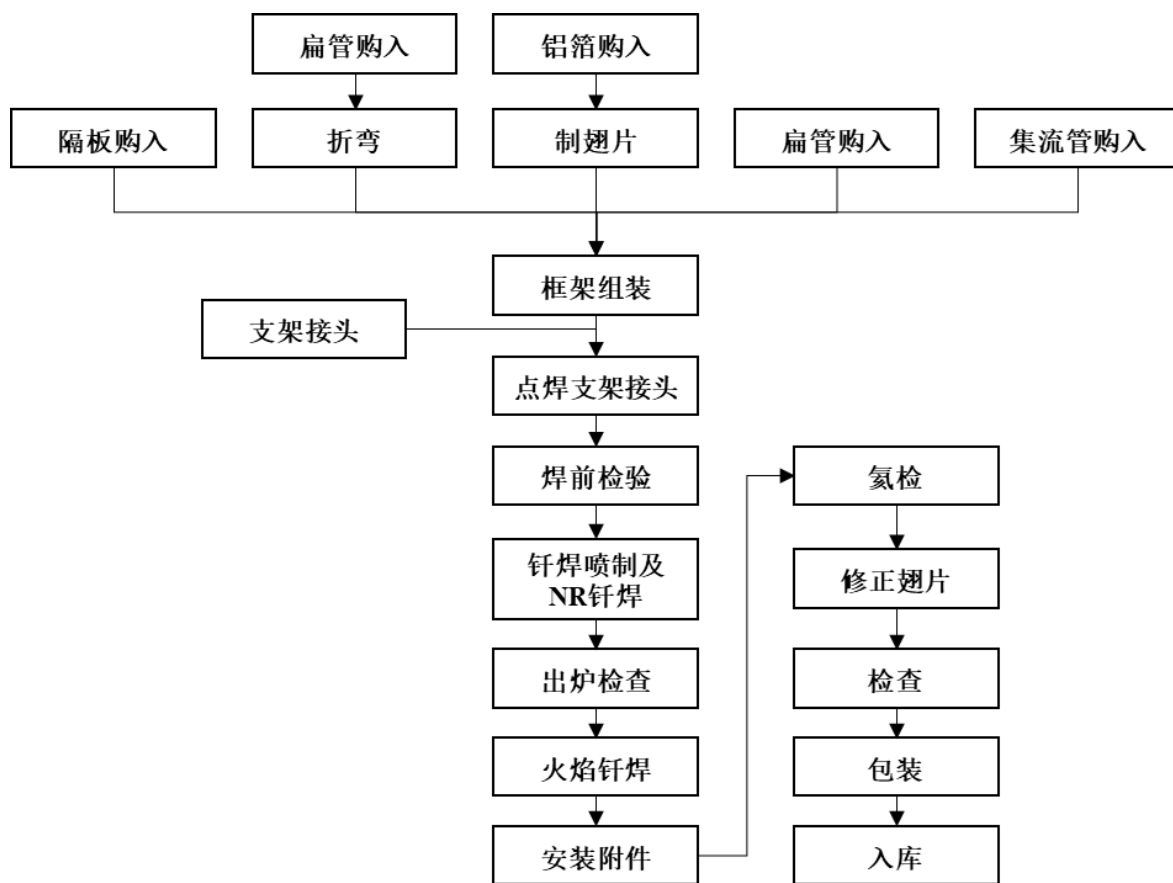 扁管购入
铝箔购入
隔板购入
折弯
制翅片
扁管购入
集流管购入
框架组装
支架接头
点焊支架接头
焊前检验
氦检
钎焊喷制及
NR钎焊
修正翅片
出炉检查
检查
火焰钎焊
包装
安装附件
入库